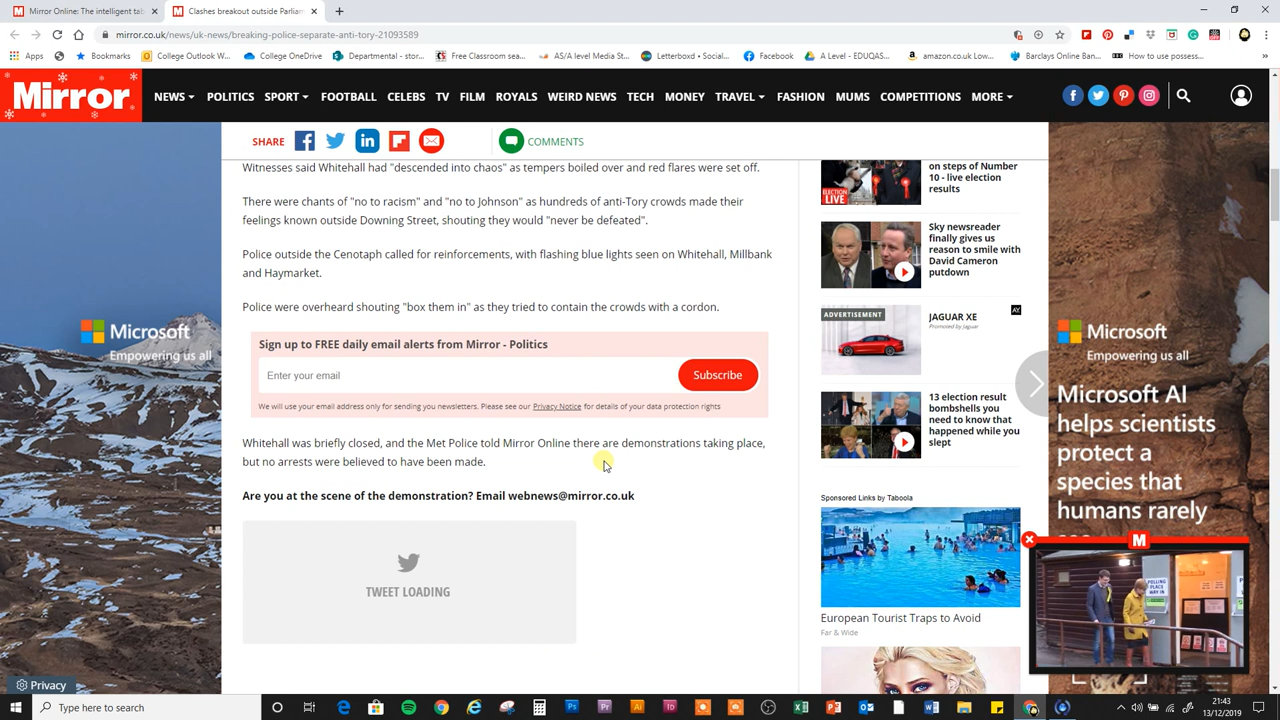 Mirror Online: The intelligent tab
Clashes breakout outside Parliam
mirror.co.uk/news/uk-news/breaking-police-separate-anti-tory-21093589
Apps
Bookmarks
College Outlook W...
College OneDrive
Departmental - stor...
Free Classroom sea...
AS/A level Media St...
Letterboxd • Social...
Facebook
A Level - EDUQAS...
amazon.co.uk Low...
Barclays Online Ban...
How to use possess...
Mirror
NEWS
POLITICS
SPORT
FOOTBALL
CELEBS
TV
FILM
ROYALS
WEIRD NEWS
TECH
MONEY
TRAVEL
FASHION
MUMS
COMPETITIONS
MORE
SHARE
COMMENTS
Witnesses said Whitehall had "descended into chaos" as tempers boiled over and red flares were set off.
There were chants of "no to racism" and "no to Johnson" as hundreds of anti-Tory crowds made their
feelings known outside Downing Street, shouting they would "never be defeated".
Police outside the Cenotaph called for reinforcements, with flashing blue lights seen on Whitehall, Millbank
and Haymarket.
Police were overheard shouting "box them in" as they tried to contain the crowds with a cordon.
Sign up to FREE daily email alerts from Mirror - Politics
Enter your email
Subscribe
We will use your email address only for sending you newsletters. Please see our Privacy Notice for details of your data protection rights
Whitehall was briefly closed, and the Met Police told Mirror Online there are demonstrations taking place,
but no arrests were believed to have been made.
Are you at the scene of the demonstration? Email webnews@mirror.co.uk
TWEET LOADING
ELECTION
LIVE
on steps of Number
10 - live election
results
Sky newsreader
finally gives us
reason to smile with
David Cameron
putdown
ADVERTISEMENT
JAGUAR XE
Promoted by Jaguar
13 election result
bombshells you
need to know that
happened while you
slept
Sponsored Links by Taboola
European Tourist Traps to Avoid
Far & Wide
Microsoft
Empowering us all
Microsoft
Empowering us all
Microsoft AI
helps scientists
protect a
species that
humans rarely
M
POLLING
PLACE
WAY IN
Privacy
Type here to search
21:43
13/12/2019